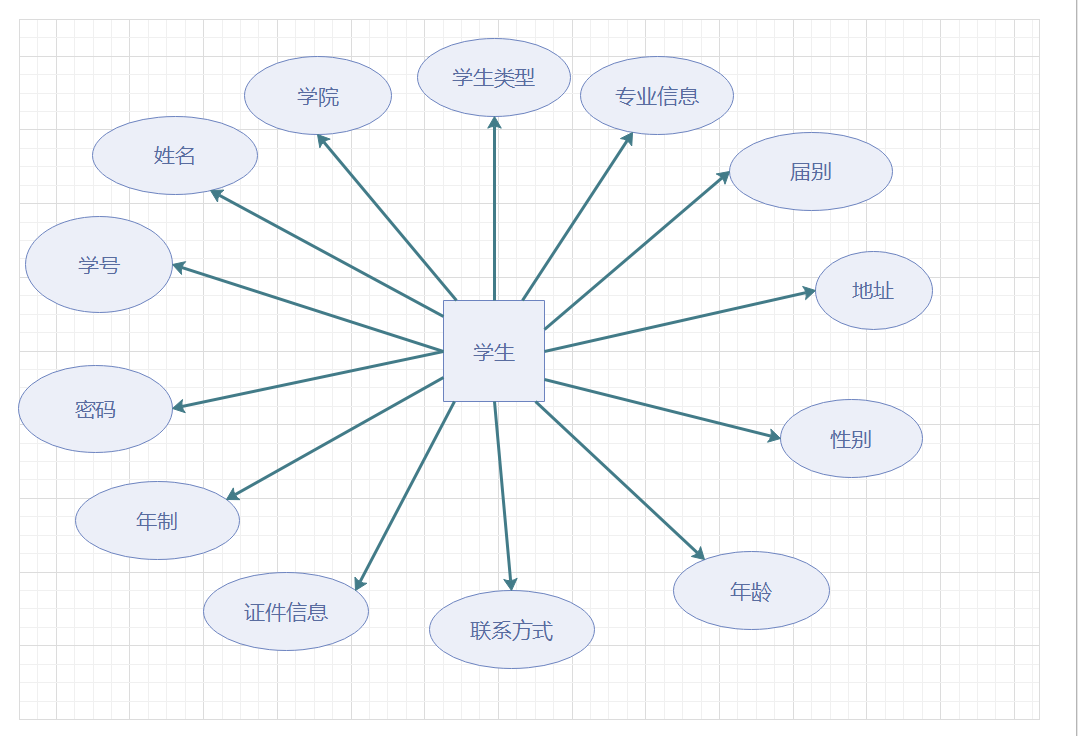 学生类型
学院
专业信息
姓名
届别
学号
地址
学生
密码
性别
年制
年龄
证件信息
联系方式